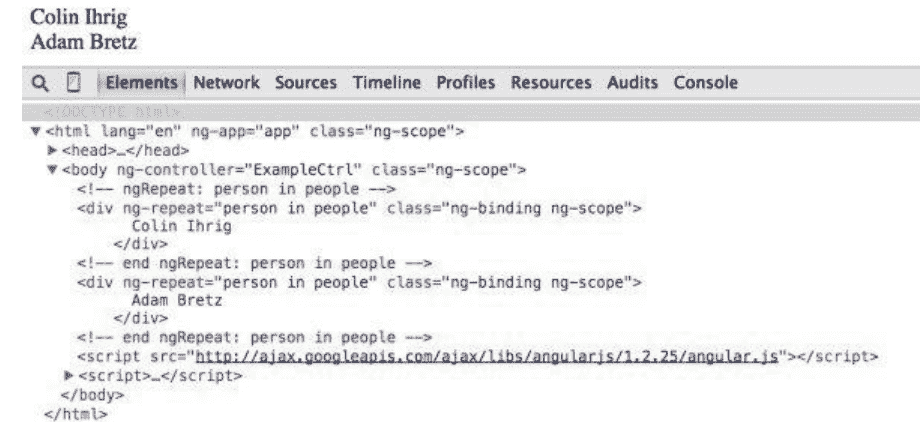 Colin Ihrig
Adam Bretz
Elements Network Sources Timeline Profiles Resources Audits Console
<!DOCTYPE html>
▼<html lang="en" ng-app="app" class="ng-scope">
▶<head>…</head>
▼<body ng-controller="ExampleCtrl" class="ng-scope">
<!-- ngRepeat: person in people -->
<div ng-repeat="person in people" class="ng-binding ng-scope">
Colin Ihrig
</div>
<!-- end ngRepeat: person in people -->
<div ng-repeat="person in people" class="ng-binding ng-scope">
Adam Bretz
</div>
<!-- end ngRepeat: person in people -->
<script src="http://ajax.googleapis.com/ajax/libs/angularjs/1.2.25/angular.js"></script>
▶<script>…</script>
</body>
</html>